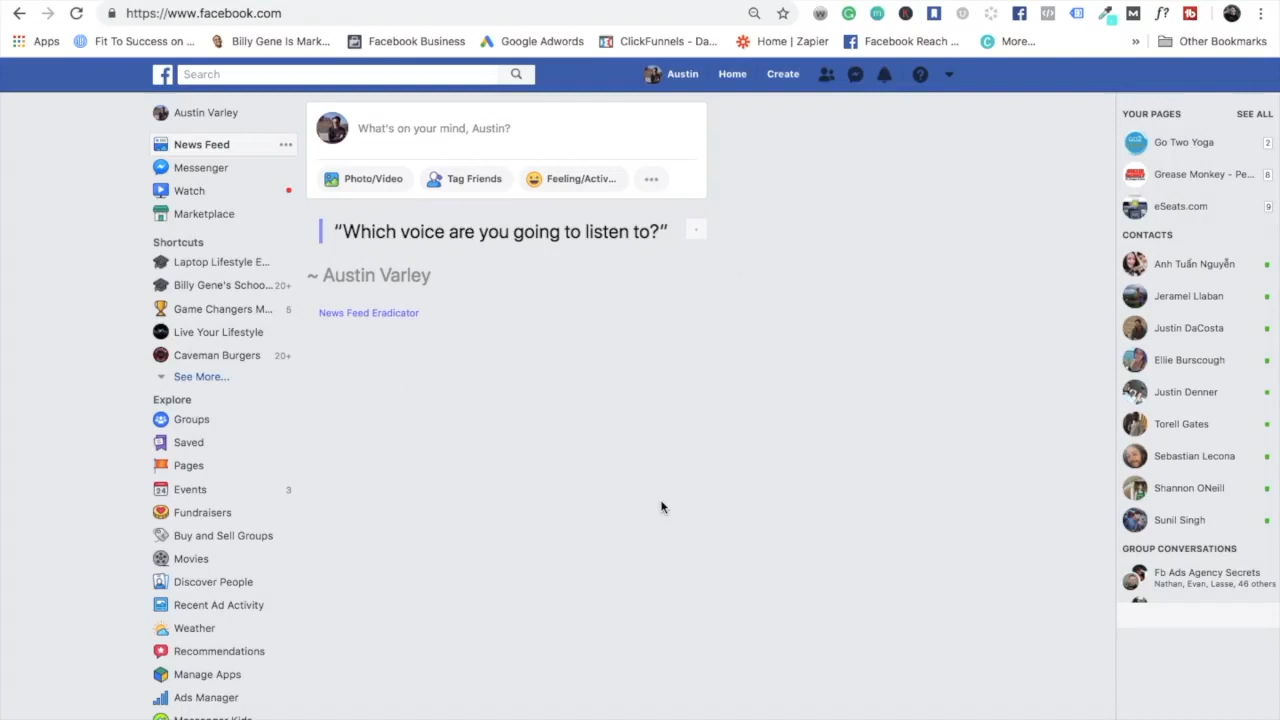 https://www.facebook.com
Apps
Fit To Success on ...
Billy Gene Is Mark...
Facebook Business
Google Adwords
ClickFunnels - Da...
Home | Zapier
Facebook Reach ...
More...
»
Other Bookmarks
Search
Austin
Home
Create
Austin Varley
News Feed
Messenger
Watch
Marketplace
Shortcuts
Laptop Lifestyle E...
Billy Gene's Schoo... 20+
Game Changers M... 5
Live Your Lifestyle
Caveman Burgers 20+
See More...
Explore
Groups
Saved
Pages
Events 3
Fundraisers
Buy and Sell Groups
Movies
Discover People
Recent Ad Activity
Weather
Recommendations
Manage Apps
Ads Manager
Messenger Kids
What's on your mind, Austin?
Photo/Video
Tag Friends
Feeling/Activ...
“Which voice are you going to listen to?”
~ Austin Varley
News Feed Eradicator
YOUR PAGES SEE ALL
Go Two Yoga 2
Grease Monkey - Pe... 8
eSeats.com 9
CONTACTS
Anh Tuấn Nguyễn
Jeramel Llaban
Justin DaCosta
Ellie Burscough
Justin Denner
Torell Gates
Sebastian Lecona
Shannon ONeill
Sunil Singh
GROUP CONVERSATIONS
Fb Ads Agency Secrets
Nathan, Evan, Lasse, 46 others